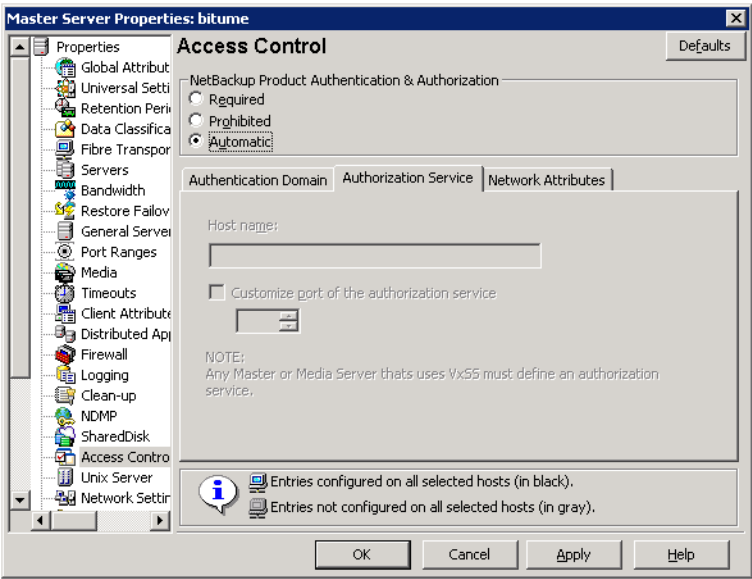 Master Server Properties: bitume
Properties
Global Attribut
Universal Setti
Retention Peri
Data Classifica
Fibre Transpor
Servers
Bandwidth
Restore Failov
General Server
Port Ranges
Media
Timeouts
Client Attribute
Distributed App
Firewall
Logging
Clean-up
NDMP
SharedDisk
Access Contro
Unix Server
Network Settin
Access Control
Defaults
NetBackup Product Authentication & Authorization
Required
Prohibited
Automatic
Authentication Domain Authorization Service Network Attributes
Host name:
Customize port of the authorization service
NOTE:
Any Master or Media Server thats uses VxSS must define an authorization
service.
Entries configured on all selected hosts (in black).
Entries not configured on all selected hosts (in gray).
OK Cancel Apply Help